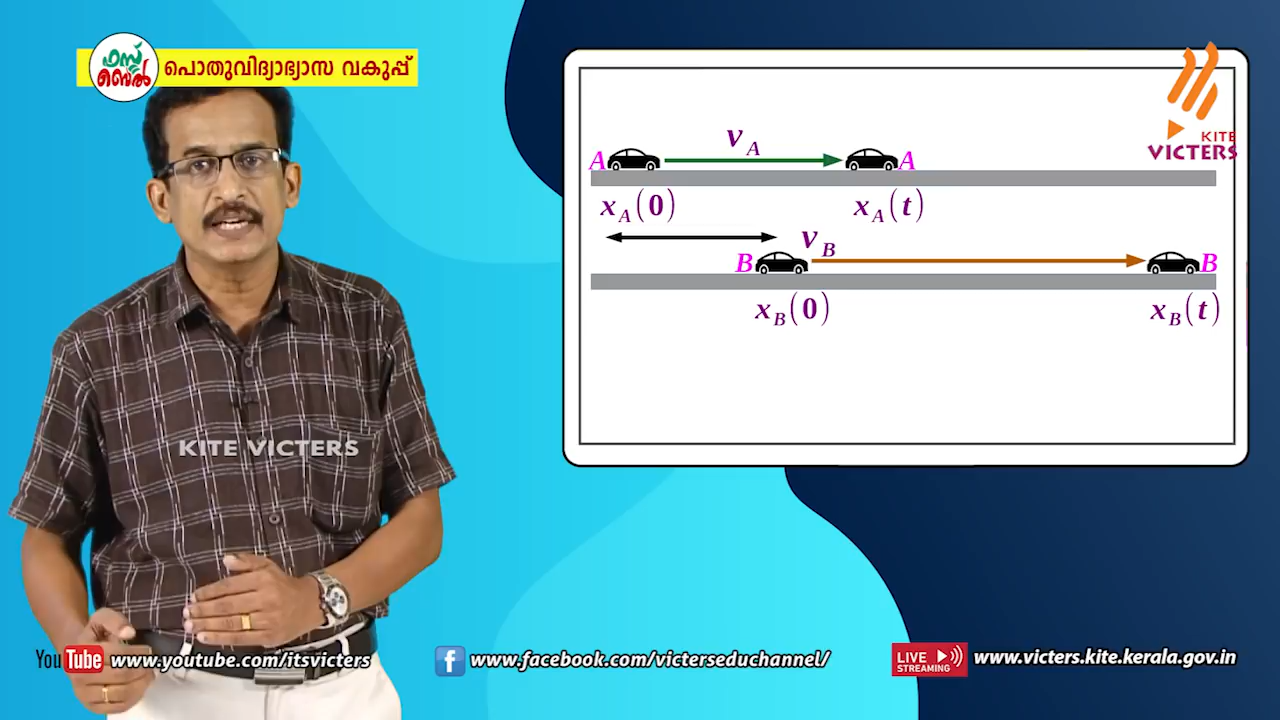 ഫസ്റ്റ്
ബെൽ
പൊതുവിദ്യാഭ്യാസ വകുപ്പ്
KITE
VICTERS
v_A
A
A
x_A(0)
x_A(t)
v_B
B
B
x_B(0)
x_B(t)
KITE VICTERS
YouTube www.youtube.com/itsvicters
f www.facebook.com/victerseduchannel/
LIVE
STREAMING
www.victers.kite.kerala.gov.in